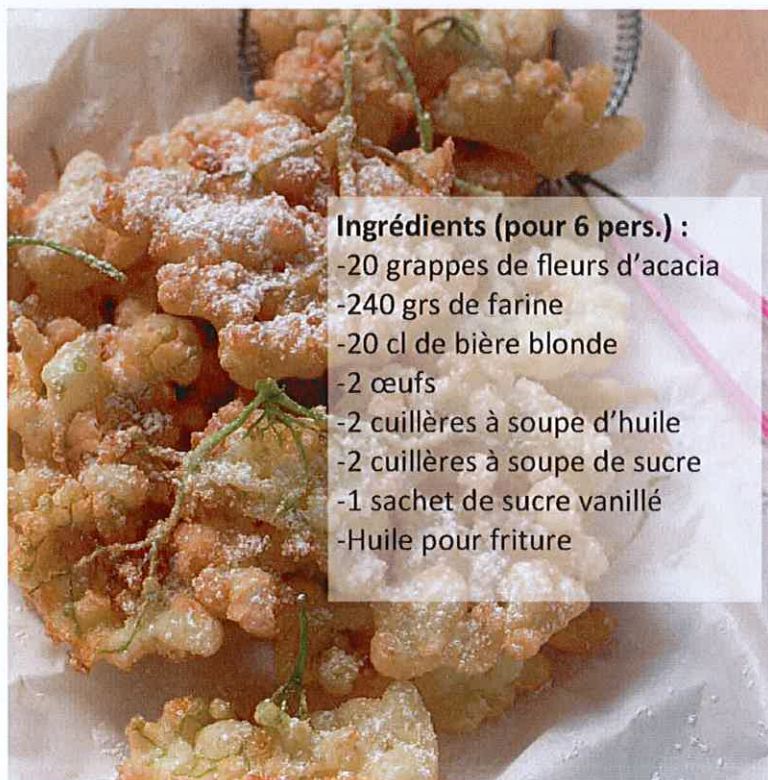 Ingrédients (pour 6 pers.) :
-20 grappes de fleurs d'acacia
-240 grs de farine
-20 cl de bière blonde
-2 œufs
-2 cuillères à soupe d'huile
-2 cuillères à soupe de sucre
-1 sachet de sucre vanillé
-Huile pour friture